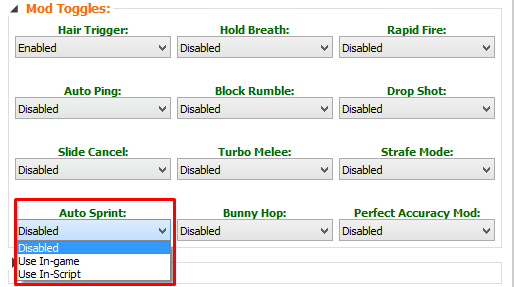 Mod Toggles:
Hair Trigger: Hold Breath: Rapid Fire:
Enabled Disabled Disabled
Auto Ping: Block Rumble: Drop Shot:
Disabled Disabled Disabled
Slide Cancel: Turbo Melee: Strafe Mode:
Disabled Disabled Disabled
Auto Sprint: Bunny Hop: Perfect Accuracy Mod:
Disabled Disabled Disabled
Disabled
Use In-game
Use In-Script